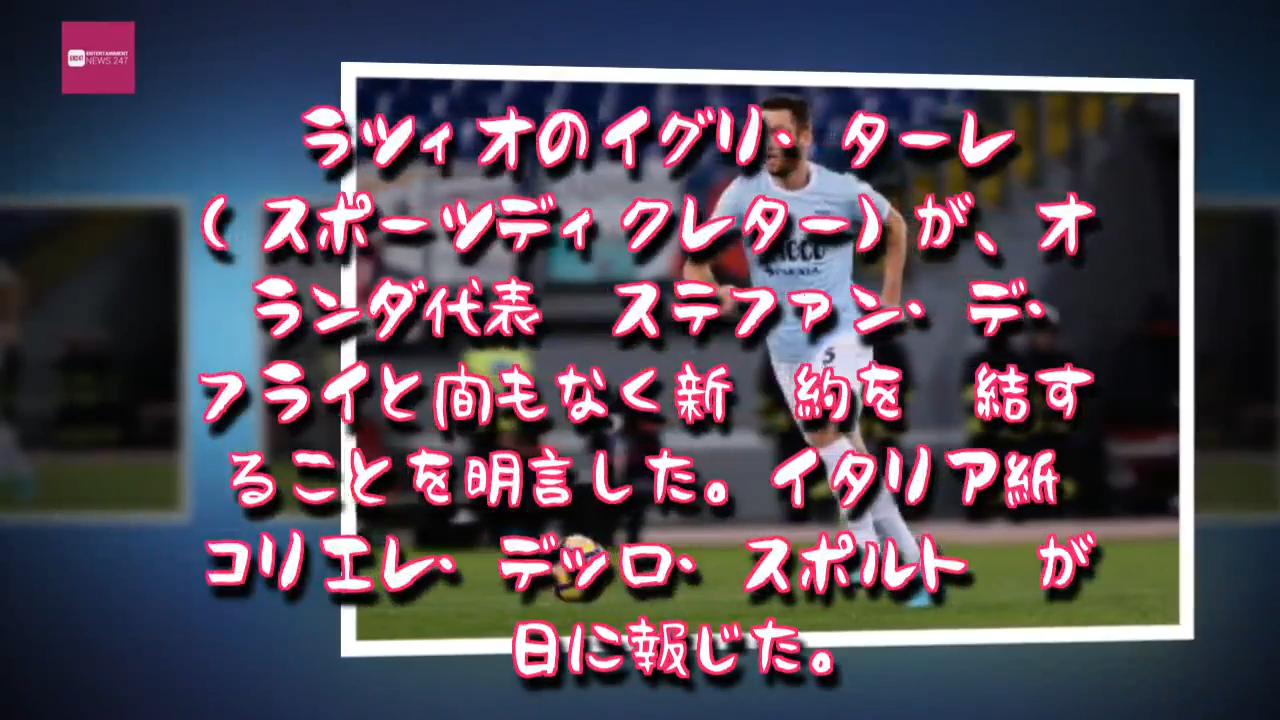 ENTERTAINMENT
NEWS 247
ラツィオのイグリ・ターレ
(スポーツディクレター)が、オ
ランダ代表 ステファン・デ・
フライと間もなく新 約を 結す
ることを明言した。イタリア紙
コリエレ・デッロ・スポルト が
日に報じた。
5